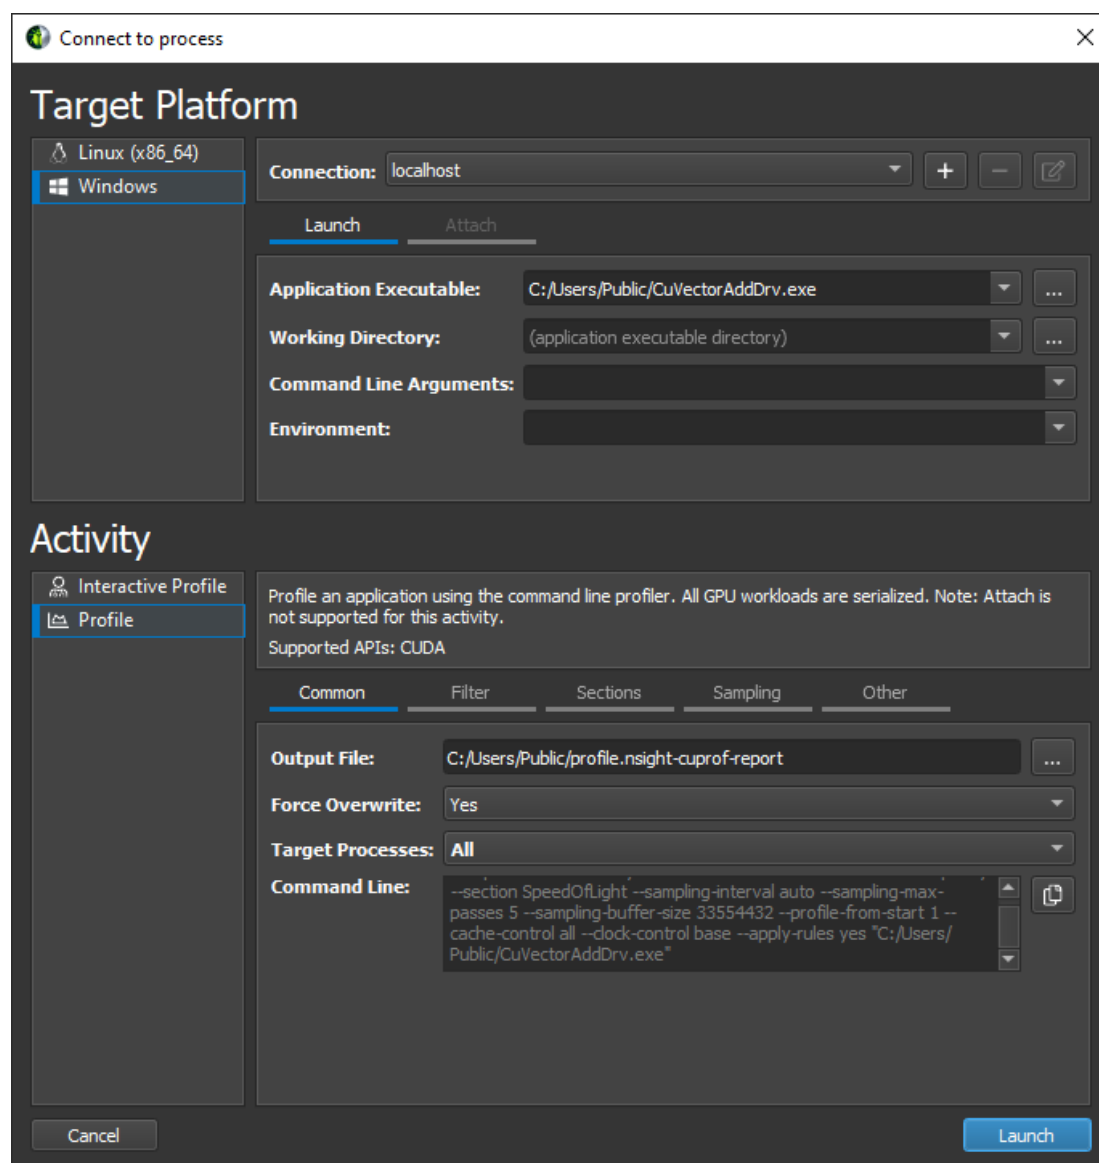 Connect to process
Target Platform
Linux (x86_64)
Windows
Connection: localhost
Launch Attach
Application Executable: C:/Users/Public/CuVectorAddDrv.exe ...
Working Directory: (application executable directory) ...
Command Line Arguments:
Environment:
Activity
Interactive Profile
Profile
Profile an application using the command line profiler. All GPU workloads are serialized. Note: Attach is
not supported for this activity.
Supported APIs: CUDA
Common Filter Sections Sampling Other
Output File: C:/Users/Public/profile.nsight-cuprof-report ...
Force Overwrite: Yes
Target Processes: All
Command Line:
--section SpeedOfLight --sampling-interval auto --sampling-max-
passes 5 --sampling-buffer-size 33554432 --profile-from-start 1 --
cache-control all --clock-control base --apply-rules yes "C:/Users/
Public/CuVectorAddDrv.exe"
Cancel Launch